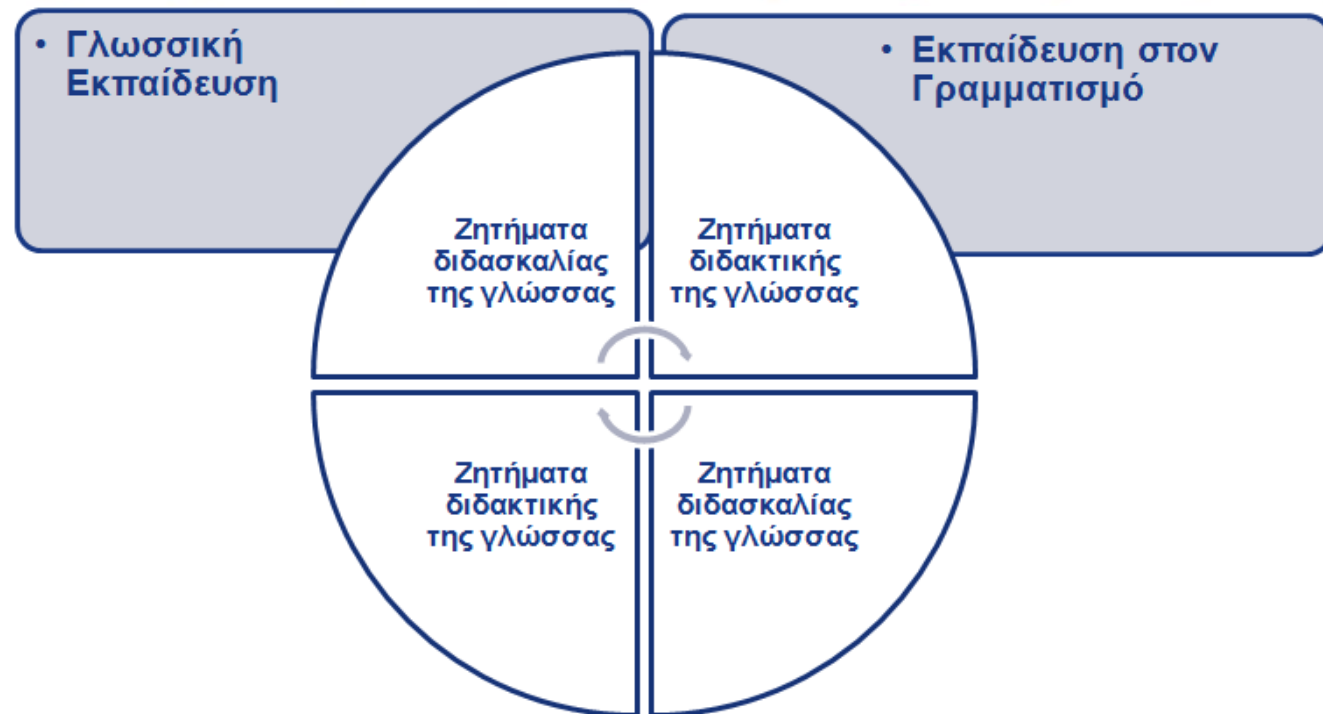 • Γλωσσική
Εκπαίδευση
• Εκπαίδευση στον
Γραμματισμό
Ζητήματα
διδασκαλίας
της γλώσσας
Ζητήματα
διδακτικής
της γλώσσας
Ζητήματα
διδακτικής
της γλώσσας
Ζητήματα
διδασκαλίας
της γλώσσας